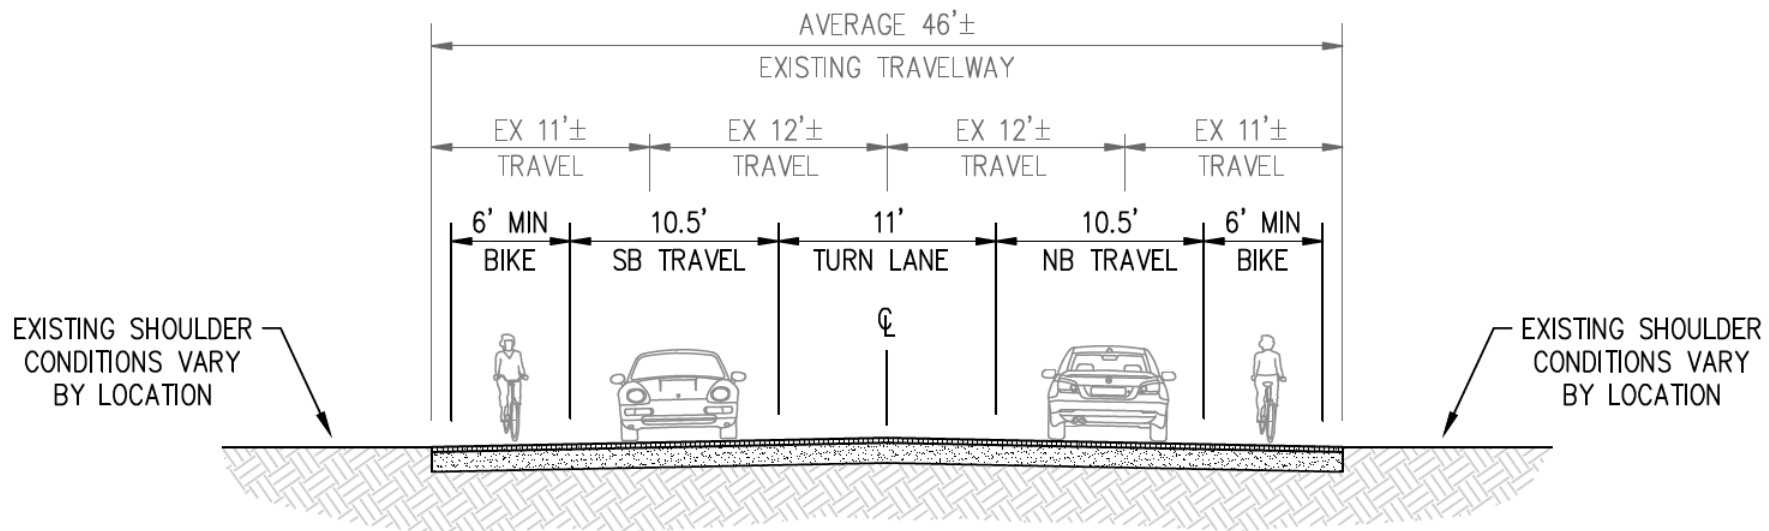 AVERAGE 46'±
EXISTING TRAVELWAY
EX 11'±
TRAVEL
EX 12'±
TRAVEL
EX 12'±
TRAVEL
EX 11'±
TRAVEL
6' MIN
BIKE
10.5'
SB TRAVEL
11'
TURN LANE
10.5'
NB TRAVEL
6' MIN
BIKE
℄
EXISTING SHOULDER
CONDITIONS VARY
BY LOCATION
EXISTING SHOULDER
CONDITIONS VARY
BY LOCATION